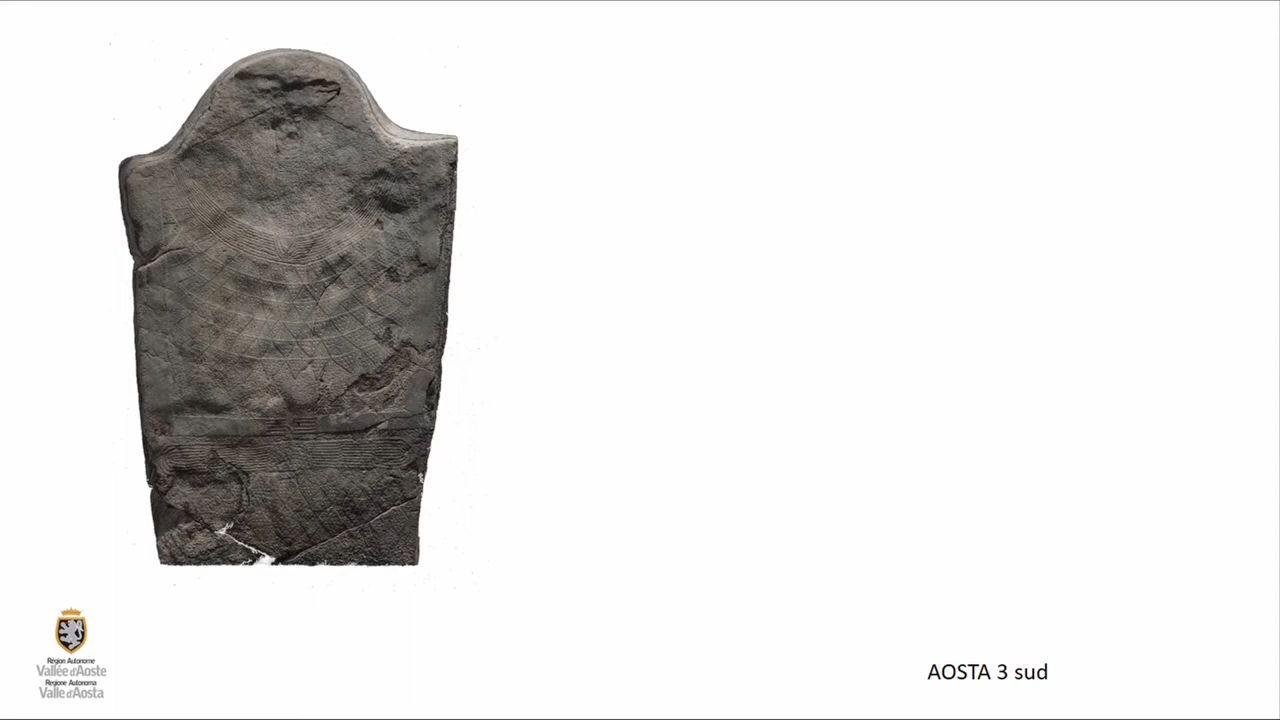 Région Autonome
Vallée d'Aoste
Regione Autonoma
Valle d'Aosta
AOSTA 3 sud